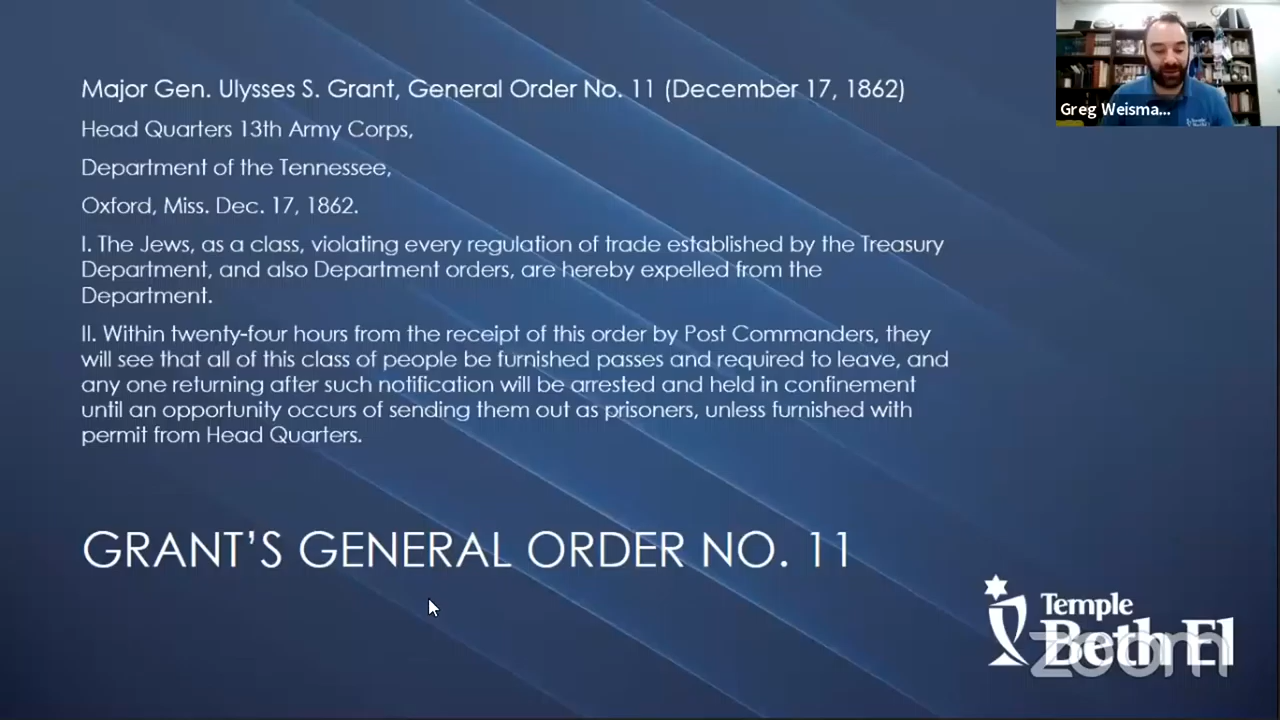 Major Gen. Ulysses S. Grant, General Order No. 11 (December 17, 1862)
Head Quarters 13th Army Corps,
Department of the Tennessee,
Oxford, Miss. Dec. 17, 1862.
I. The Jews, as a class, violating every regulation of trade established by the Treasury
Department, and also Department orders, are hereby expelled from the
Department.
II. Within twenty-four hours from the receipt of this order by Post Commanders, they
will see that all of this class of people be furnished passes and required to leave, and
any one returning after such notification will be arrested and held in confinement
until an opportunity occurs of sending them out as prisoners, unless furnished with
permit from Head Quarters.
GRANT'S GENERAL ORDER NO. 11
Greg Weisma...
Temple
Beth El
zoom